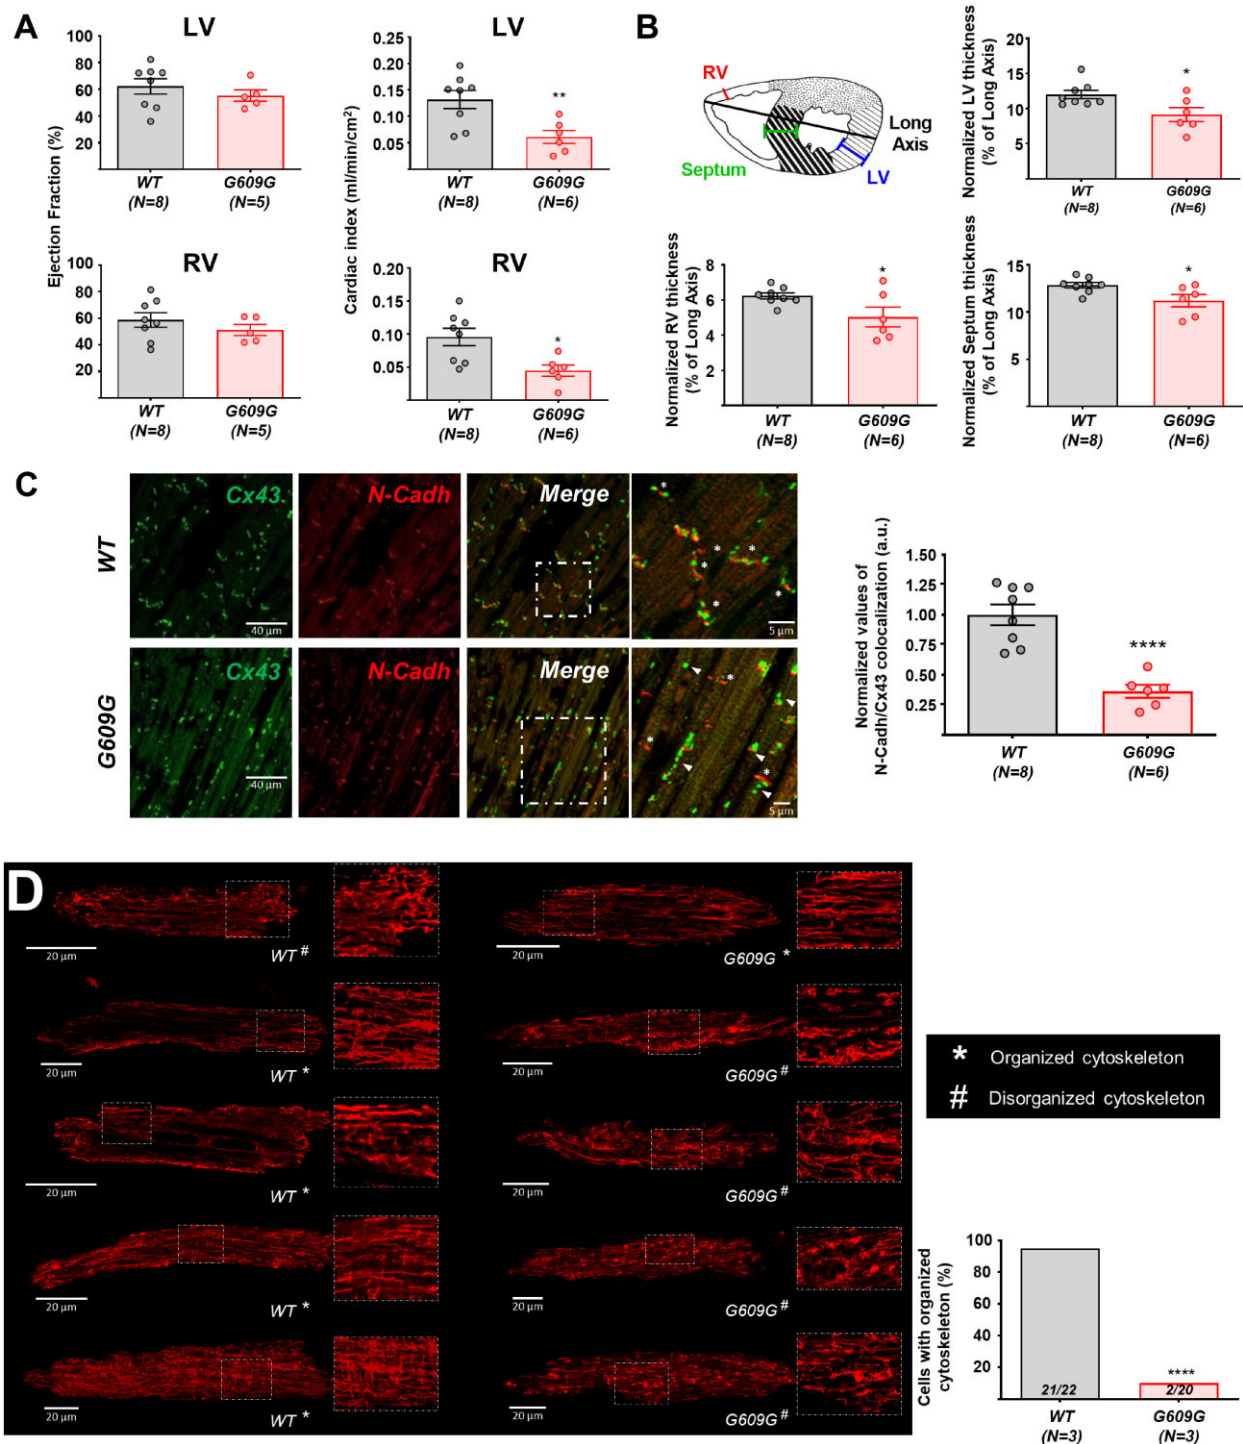 A
LV
Ejection Fraction (%)
100
80
60
40
20
WT
(N=8)
G609G
(N=5)
LV
Cardiac index (ml/min/cm2)
0.25
0.20
0.15
0.10
0.05
**
WT
(N=8)
G609G
(N=6)
RV
100
80
60
40
20
WT
(N=8)
G609G
(N=5)
RV
0.20
0.15
0.10
0.05
*
WT
(N=8)
G609G
(N=6)
B
RV
Septum
LV
Long
Axis
Normalized LV thickness
(% of Long Axis)
20
15
10
5
*
WT
(N=8)
G609G
(N=6)
Normalized RV thickness
(% of Long Axis)
8
6
4
2
*
WT
(N=8)
G609G
(N=6)
Normalized Septum thickness
(% of Long Axis)
15
10
5
*
WT
(N=8)
G609G
(N=6)
C
WT
Cx43
40 µm
N-Cadh
Merge
* * * * * *
5 µm
G609G
Cx43
40 µm
N-Cadh
Merge
* * *
5 µm
Normalized values of
N-Cadh/Cx43 colocalization (a.u.)
1.50
1.25
1.00
0.75
0.50
0.25
****
WT
(N=8)
G609G
(N=6)
D
20 µm
WT #
20 µm
G609G *
20 µm
WT *
20 µm
G609G #
20 µm
WT *
20 µm
G609G #
20 µm
WT *
20 µm
G609G #
20 µm
WT *
20 µm
G609G #
* Organized cytoskeleton
# Disorganized cytoskeleton
Cells with organized
cytoskeleton (%)
100
80
60
40
20
21/22
****
2/20
WT
(N=3)
G609G
(N=3)